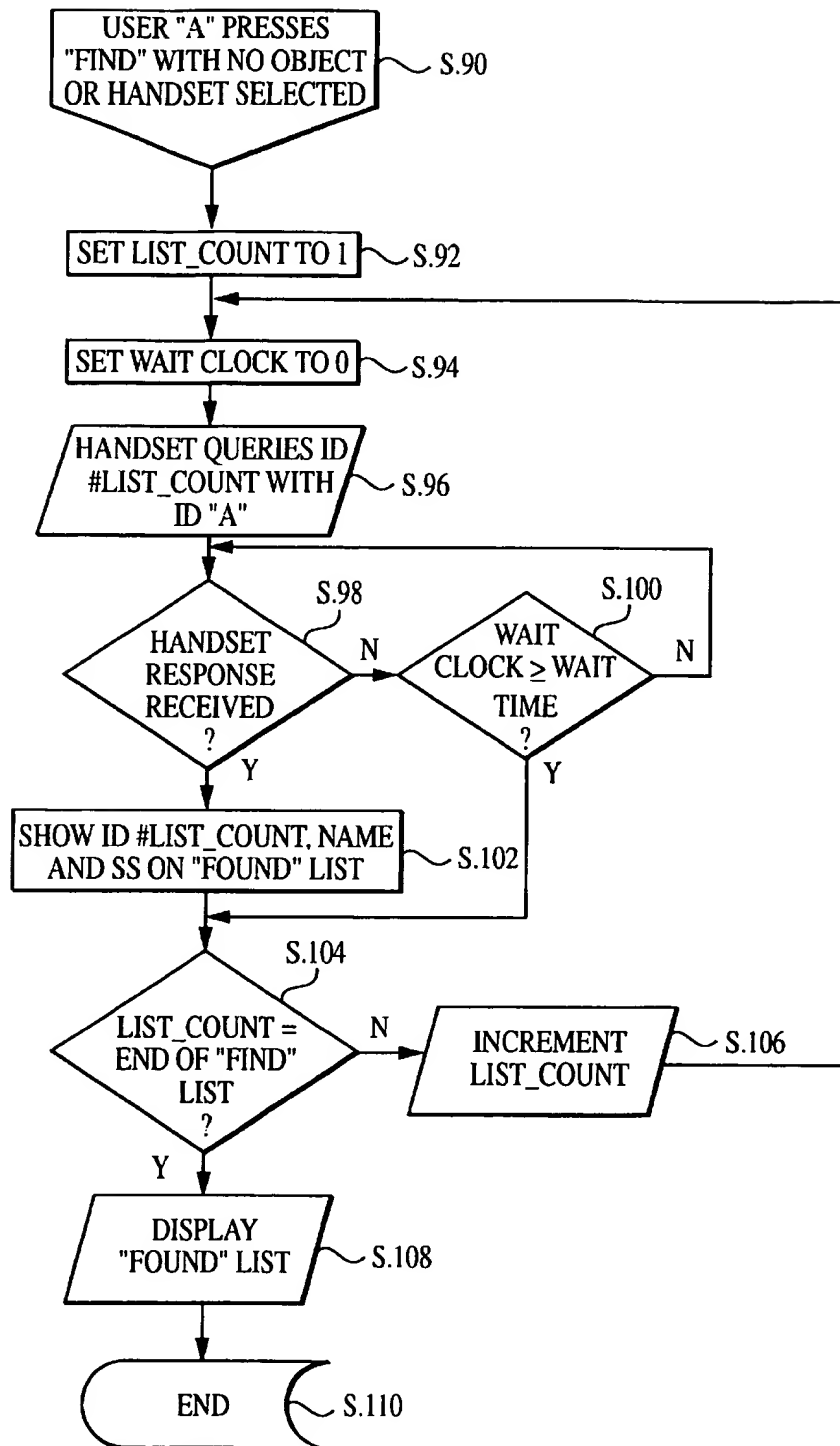 USER "A" PRESSES
"FIND" WITH NO OBJECT
OR HANDSET SELECTED
S.90
SET LIST_COUNT TO 1
S.92
SET WAIT CLOCK TO 0
S.94
HANDSET QUERIES ID
#LIST_COUNT WITH
ID "A"
S.96
S.98
HANDSET
RESPONSE
RECEIVED
?
N
Y
S.100
WAIT
CLOCK ≥ WAIT
TIME
?
N
Y
SHOW ID #LIST_COUNT, NAME
AND SS ON "FOUND" LIST
S.102
S.104
LIST_COUNT =
END OF "FIND"
LIST
?
N
Y
INCREMENT
LIST_COUNT
S.106
DISPLAY
"FOUND" LIST
S.108
END
S.110